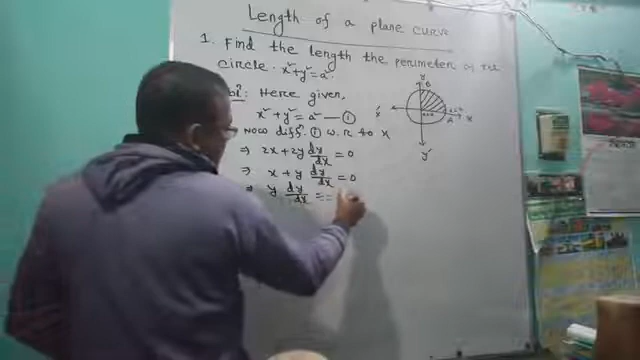 Length of a plane curve
1. Find the length the perimeter of the
circle. x²+y²=a²
Here given,
x²+y²=a² — ①
Now diff. ① w.r to x
⇒ 2x+2y dy/dx = 0
⇒ x+y dy/dx = 0
⇒ y dy/dx =
Y
B
X'
A
X
Y'